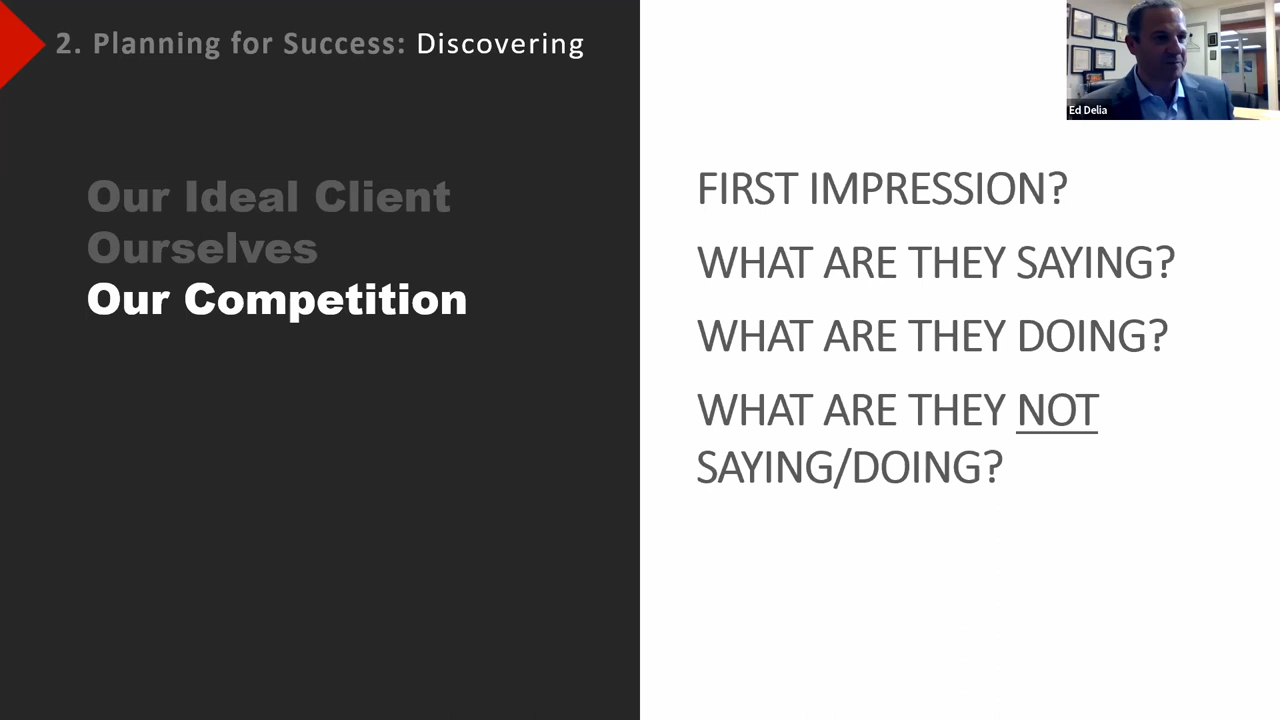 2. Planning for Success: Discovering
Our Ideal Client
Ourselves
Our Competition
FIRST IMPRESSION?
WHAT ARE THEY SAYING?
WHAT ARE THEY DOING?
WHAT ARE THEY NOT
SAYING/DOING?
Ed Delia